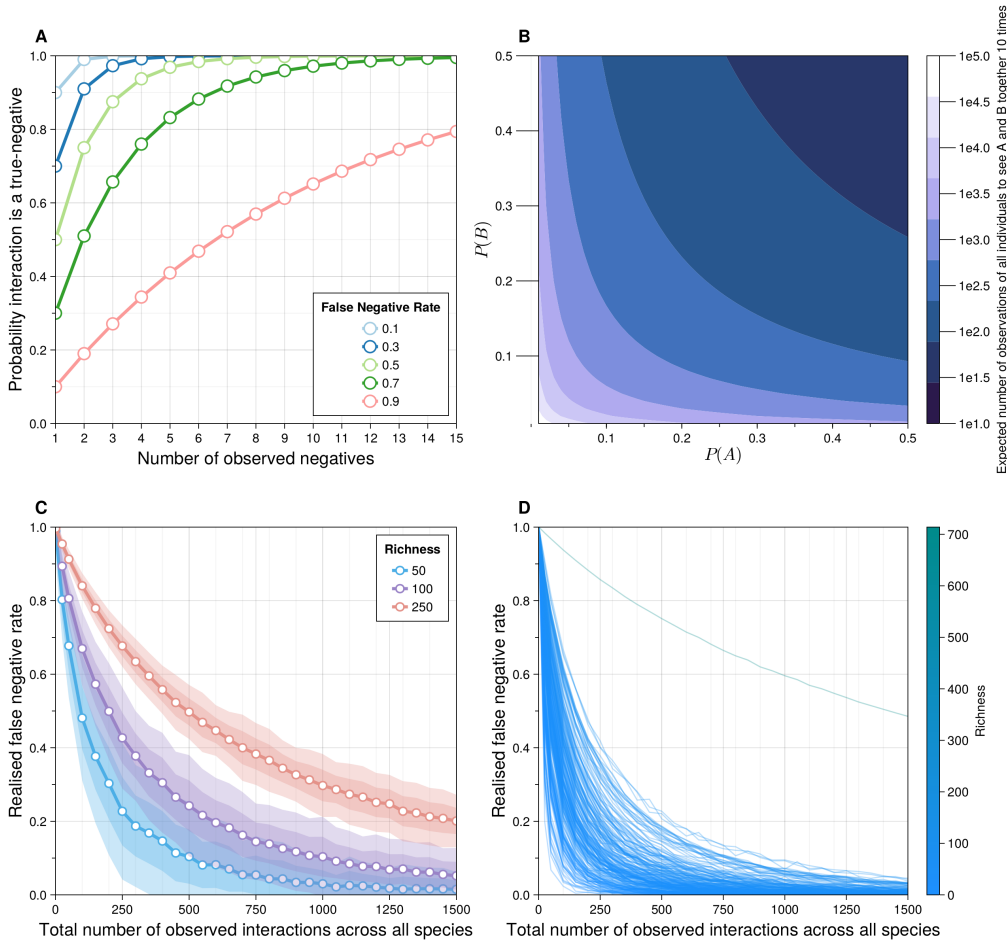 A
Probability interaction is a true-negative
1.0
0.8
0.6
0.4
0.2
0.0
False Negative Rate
0.1
0.3
0.5
0.7
0.9
1 2 3 4 5 6 7 8 9 10 11 12 13 14 15
Number of observed negatives
B
P(B)
0.5
0.4
0.3
0.2
0.1
0.1 0.2 0.3 0.4 0.5
P(A)
1e5.0
1e4.5
1e4.0
1e3.5
1e3.0
1e2.5
1e2.0
1e1.5
1e1.0
Expected number of observations of all individuals to see A and B together 10 times
C
Realised false negative rate
1.0
0.8
0.6
0.4
0.2
0.0
Richness
50
100
250
0 250 500 750 1000 1250 1500
Total number of observed interactions across all species
D
Realised false negative rate
1.0
0.8
0.6
0.4
0.2
0.0
0 250 500 750 1000 1250 1500
Total number of observed interactions across all species
700
600
500
400
300
200
100
0
Richness